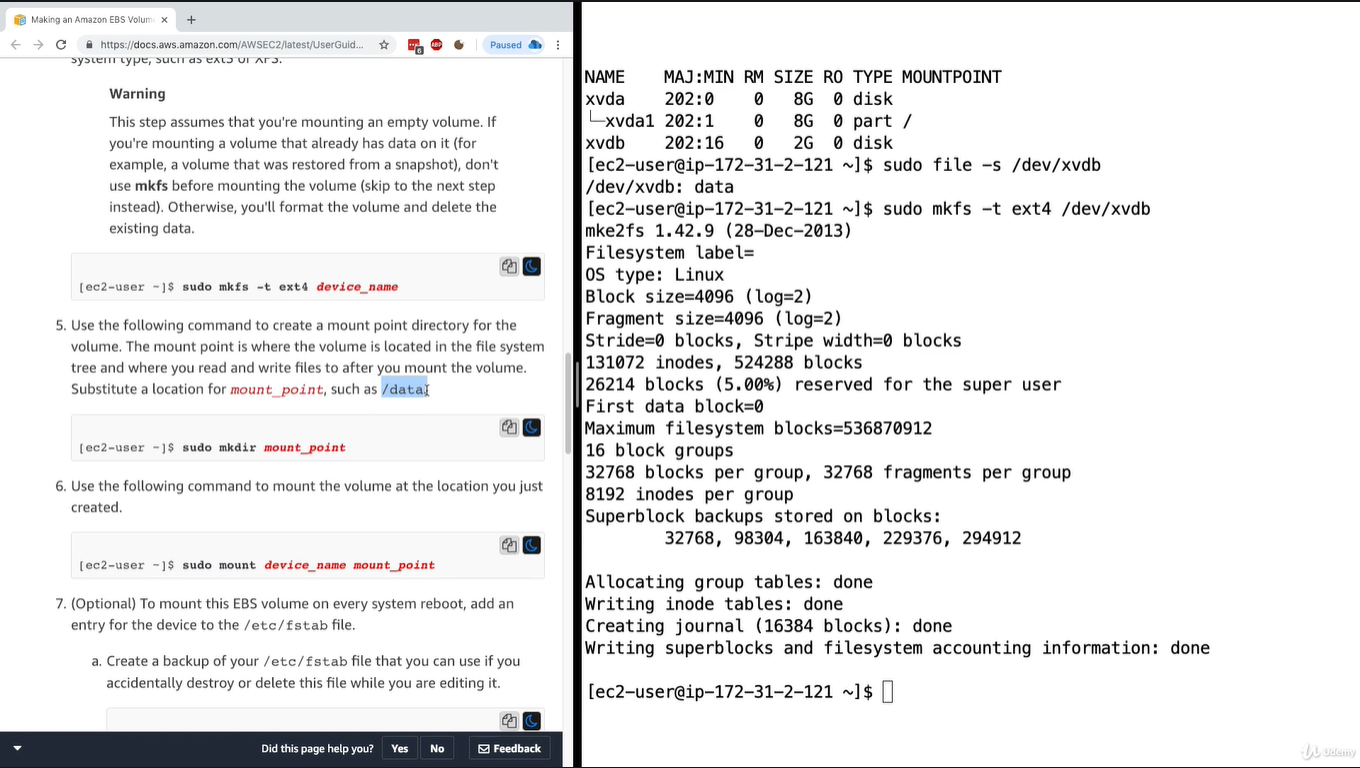 Making an Amazon EBS Volum
https://docs.aws.amazon.com/AWSEC2/latest/UserGuid...
6
ABP
Paused
system type, such as ext3 or XFS.
Warning
This step assumes that you're mounting an empty volume. If
you're mounting a volume that already has data on it (for
example, a volume that was restored from a snapshot), don't
use mkfs before mounting the volume (skip to the next step
instead). Otherwise, you'll format the volume and delete the
existing data.
[ec2-user ~]$ sudo mkfs -t ext4 device_name
5. Use the following command to create a mount point directory for the
volume. The mount point is where the volume is located in the file system
tree and where you read and write files to after you mount the volume.
Substitute a location for mount_point, such as /data.
[ec2-user ~]$ sudo mkdir mount_point
6. Use the following command to mount the volume at the location you just
created.
[ec2-user ~]$ sudo mount device_name mount_point
7. (Optional) To mount this EBS volume on every system reboot, add an
entry for the device to the /etc/fstab file.
a. Create a backup of your /etc/fstab file that you can use if you
accidentally destroy or delete this file while you are editing it.
Did this page help you? Yes No Feedback
NAME    MAJ:MIN RM SIZE RO TYPE MOUNTPOINT
xvda    202:0    0   8G  0 disk
└─xvda1 202:1    0   8G  0 part /
xvdb    202:16   0   2G  0 disk
[ec2-user@ip-172-31-2-121 ~]$ sudo file -s /dev/xvdb
/dev/xvdb: data
[ec2-user@ip-172-31-2-121 ~]$ sudo mkfs -t ext4 /dev/xvdb
mke2fs 1.42.9 (28-Dec-2013)
Filesystem label=
OS type: Linux
Block size=4096 (log=2)
Fragment size=4096 (log=2)
Stride=0 blocks, Stripe width=0 blocks
131072 inodes, 524288 blocks
26214 blocks (5.00%) reserved for the super user
First data block=0
Maximum filesystem blocks=536870912
16 block groups
32768 blocks per group, 32768 fragments per group
8192 inodes per group
Superblock backups stored on blocks:
        32768, 98304, 163840, 229376, 294912
Allocating group tables: done
Writing inode tables: done
Creating journal (16384 blocks): done
Writing superblocks and filesystem accounting information: done
[ec2-user@ip-172-31-2-121 ~]$
Udemy